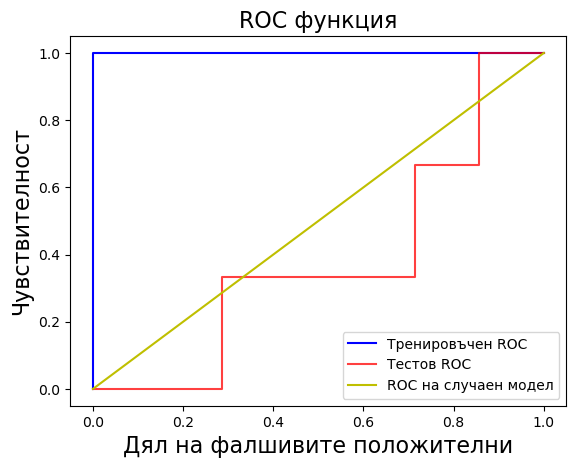 ROC функция
Чувствителност
1.0
0.8
0.6
0.4
0.2
0.0
Тренировъчен ROC
Тестов ROC
ROC на случаен модел
0.0 0.2 0.4 0.6 0.8 1.0
Дял на фалшивите положителни